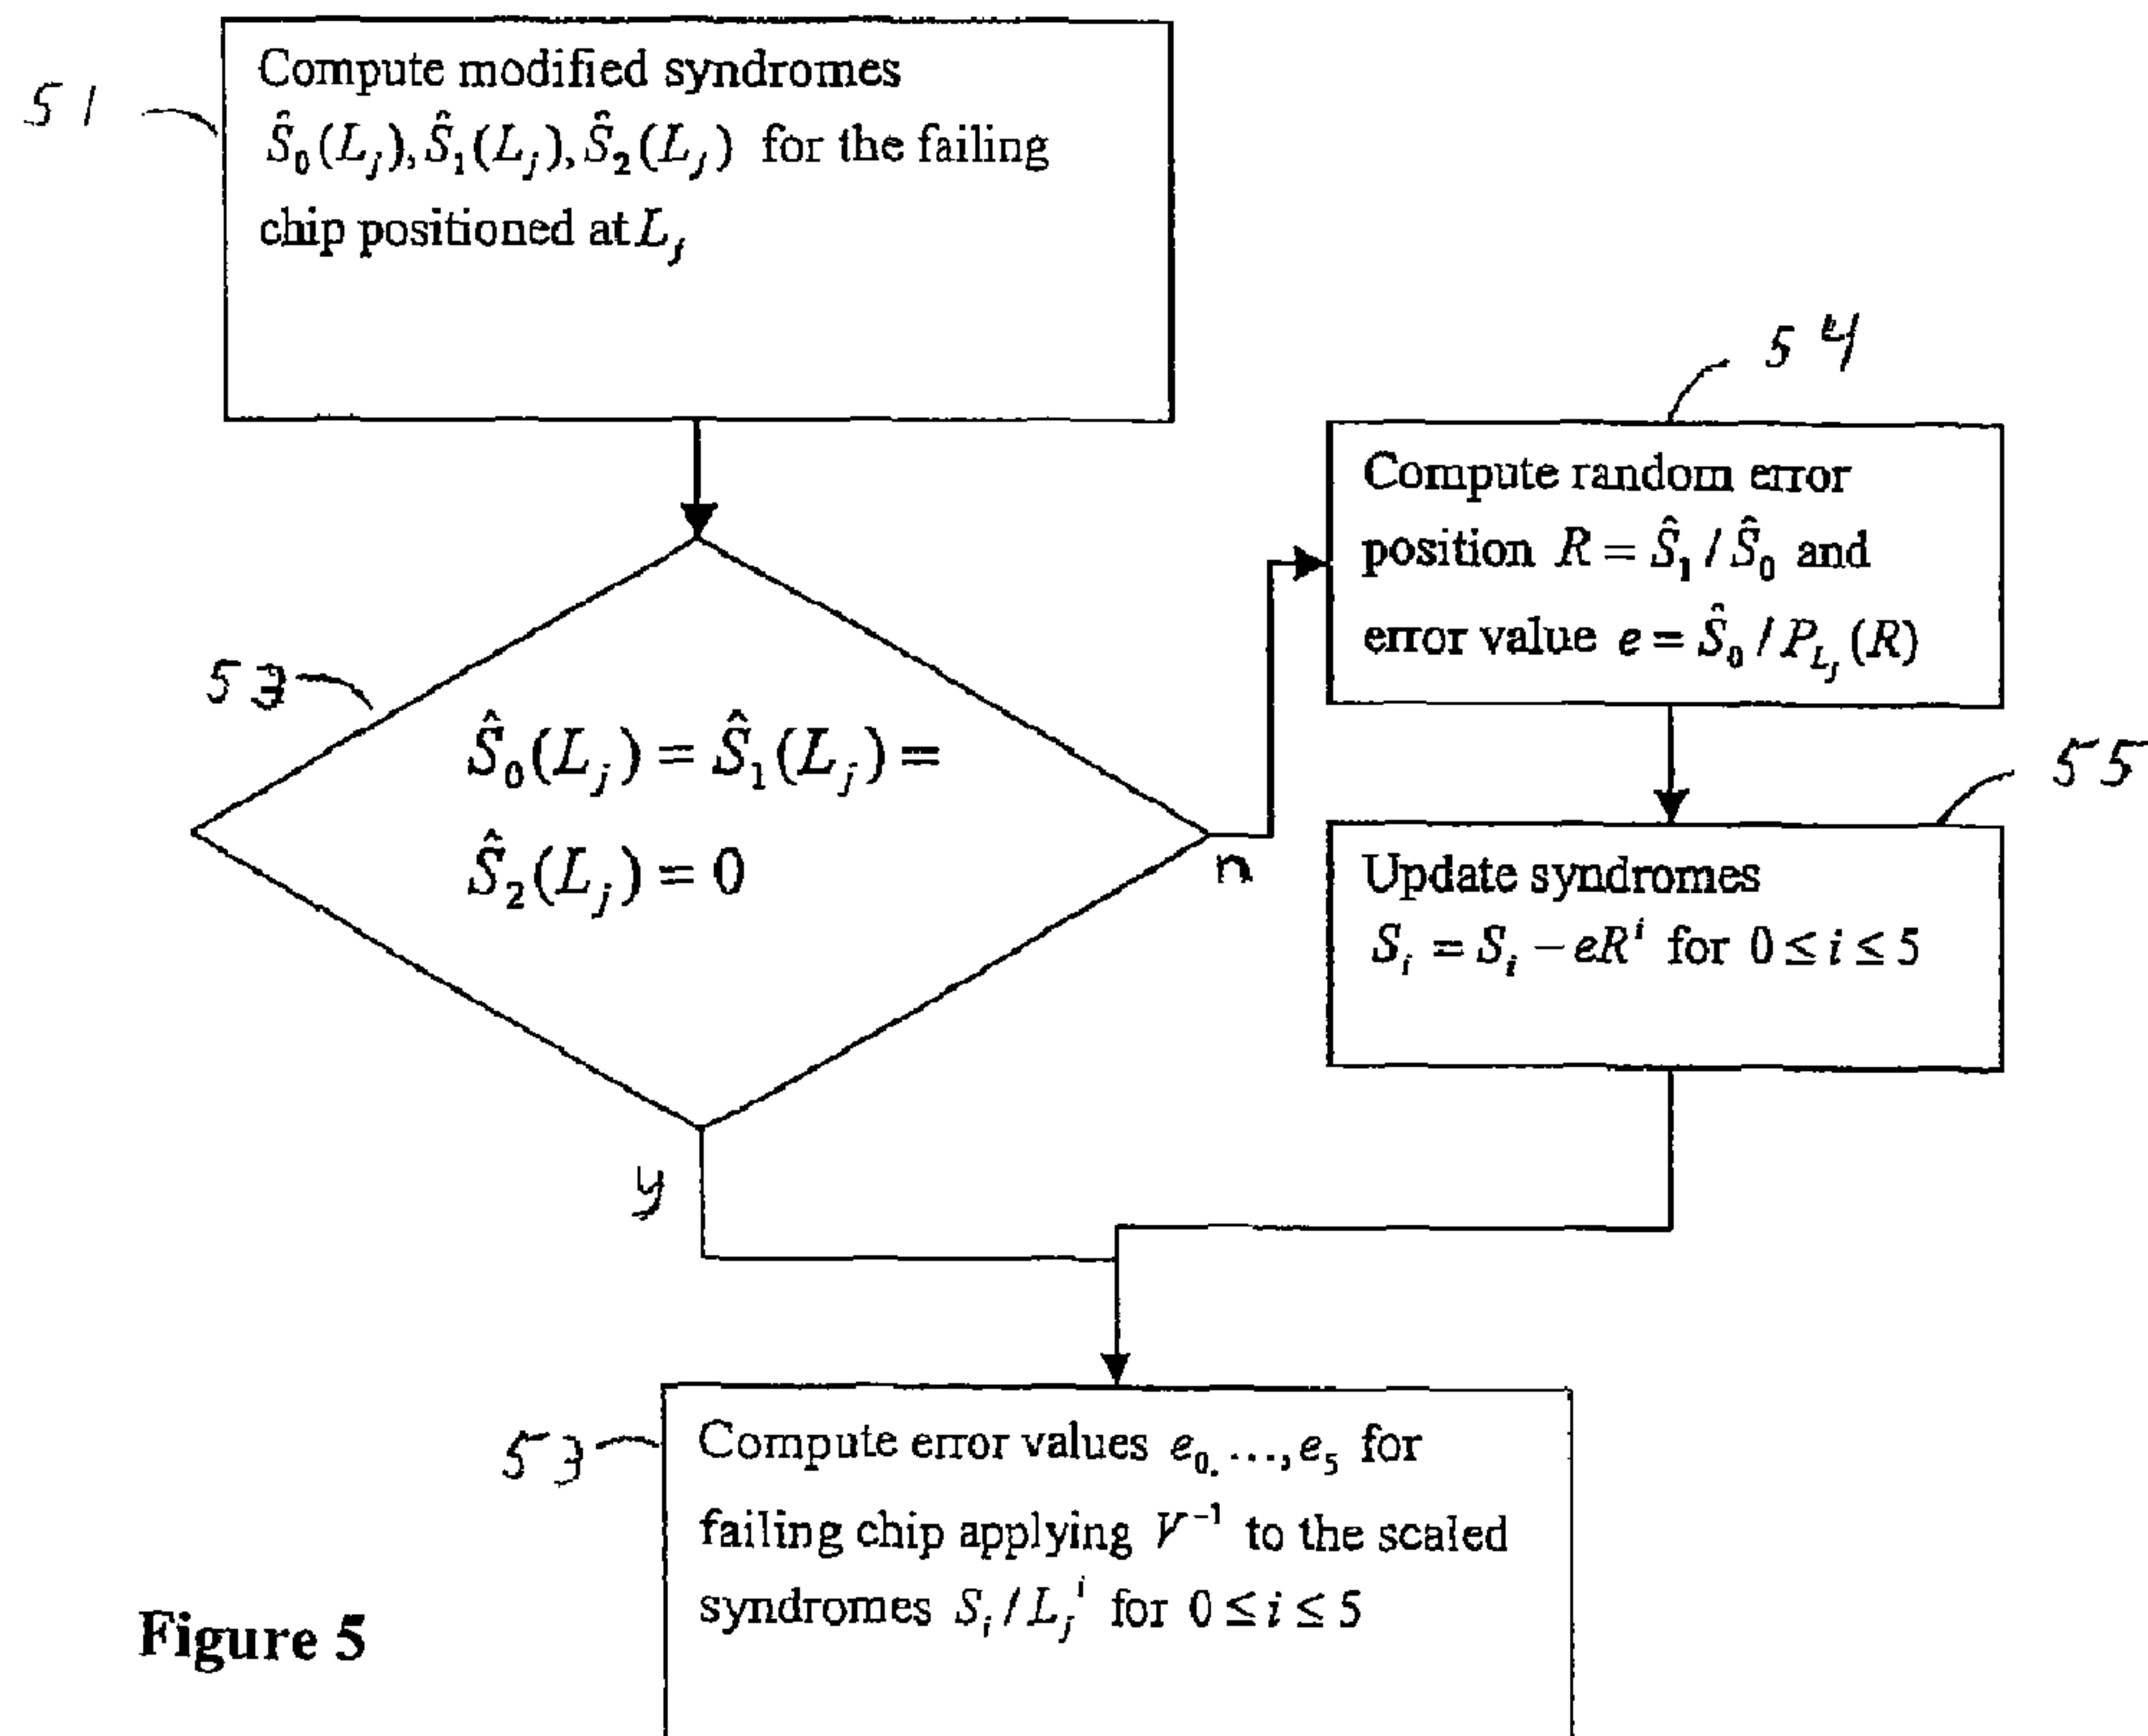 51
Compute modified syndromes
Ŝ₀(Lⱼ),Ŝ₁(Lⱼ),Ŝ₂(Lⱼ) for the failing
chip positioned at Lⱼ
53
Ŝ₀(Lⱼ) = Ŝ₁(Lⱼ) =
Ŝ₂(Lⱼ) = 0
n
y
54
Compute random error
position R = Ŝ₁ / Ŝ₀ and
error value e = Ŝ₀ / P_{Lⱼ}(R)
55
Update syndromes
Sᵢ = Sᵢ − eRⁱ for 0 ≤ i ≤ 5
53
Compute error values e₀.…,e₅ for
failing chip applying V⁻¹ to the scaled
syndromes Sᵢ / Lⱼⁱ for 0 ≤ i ≤ 5
Figure 5